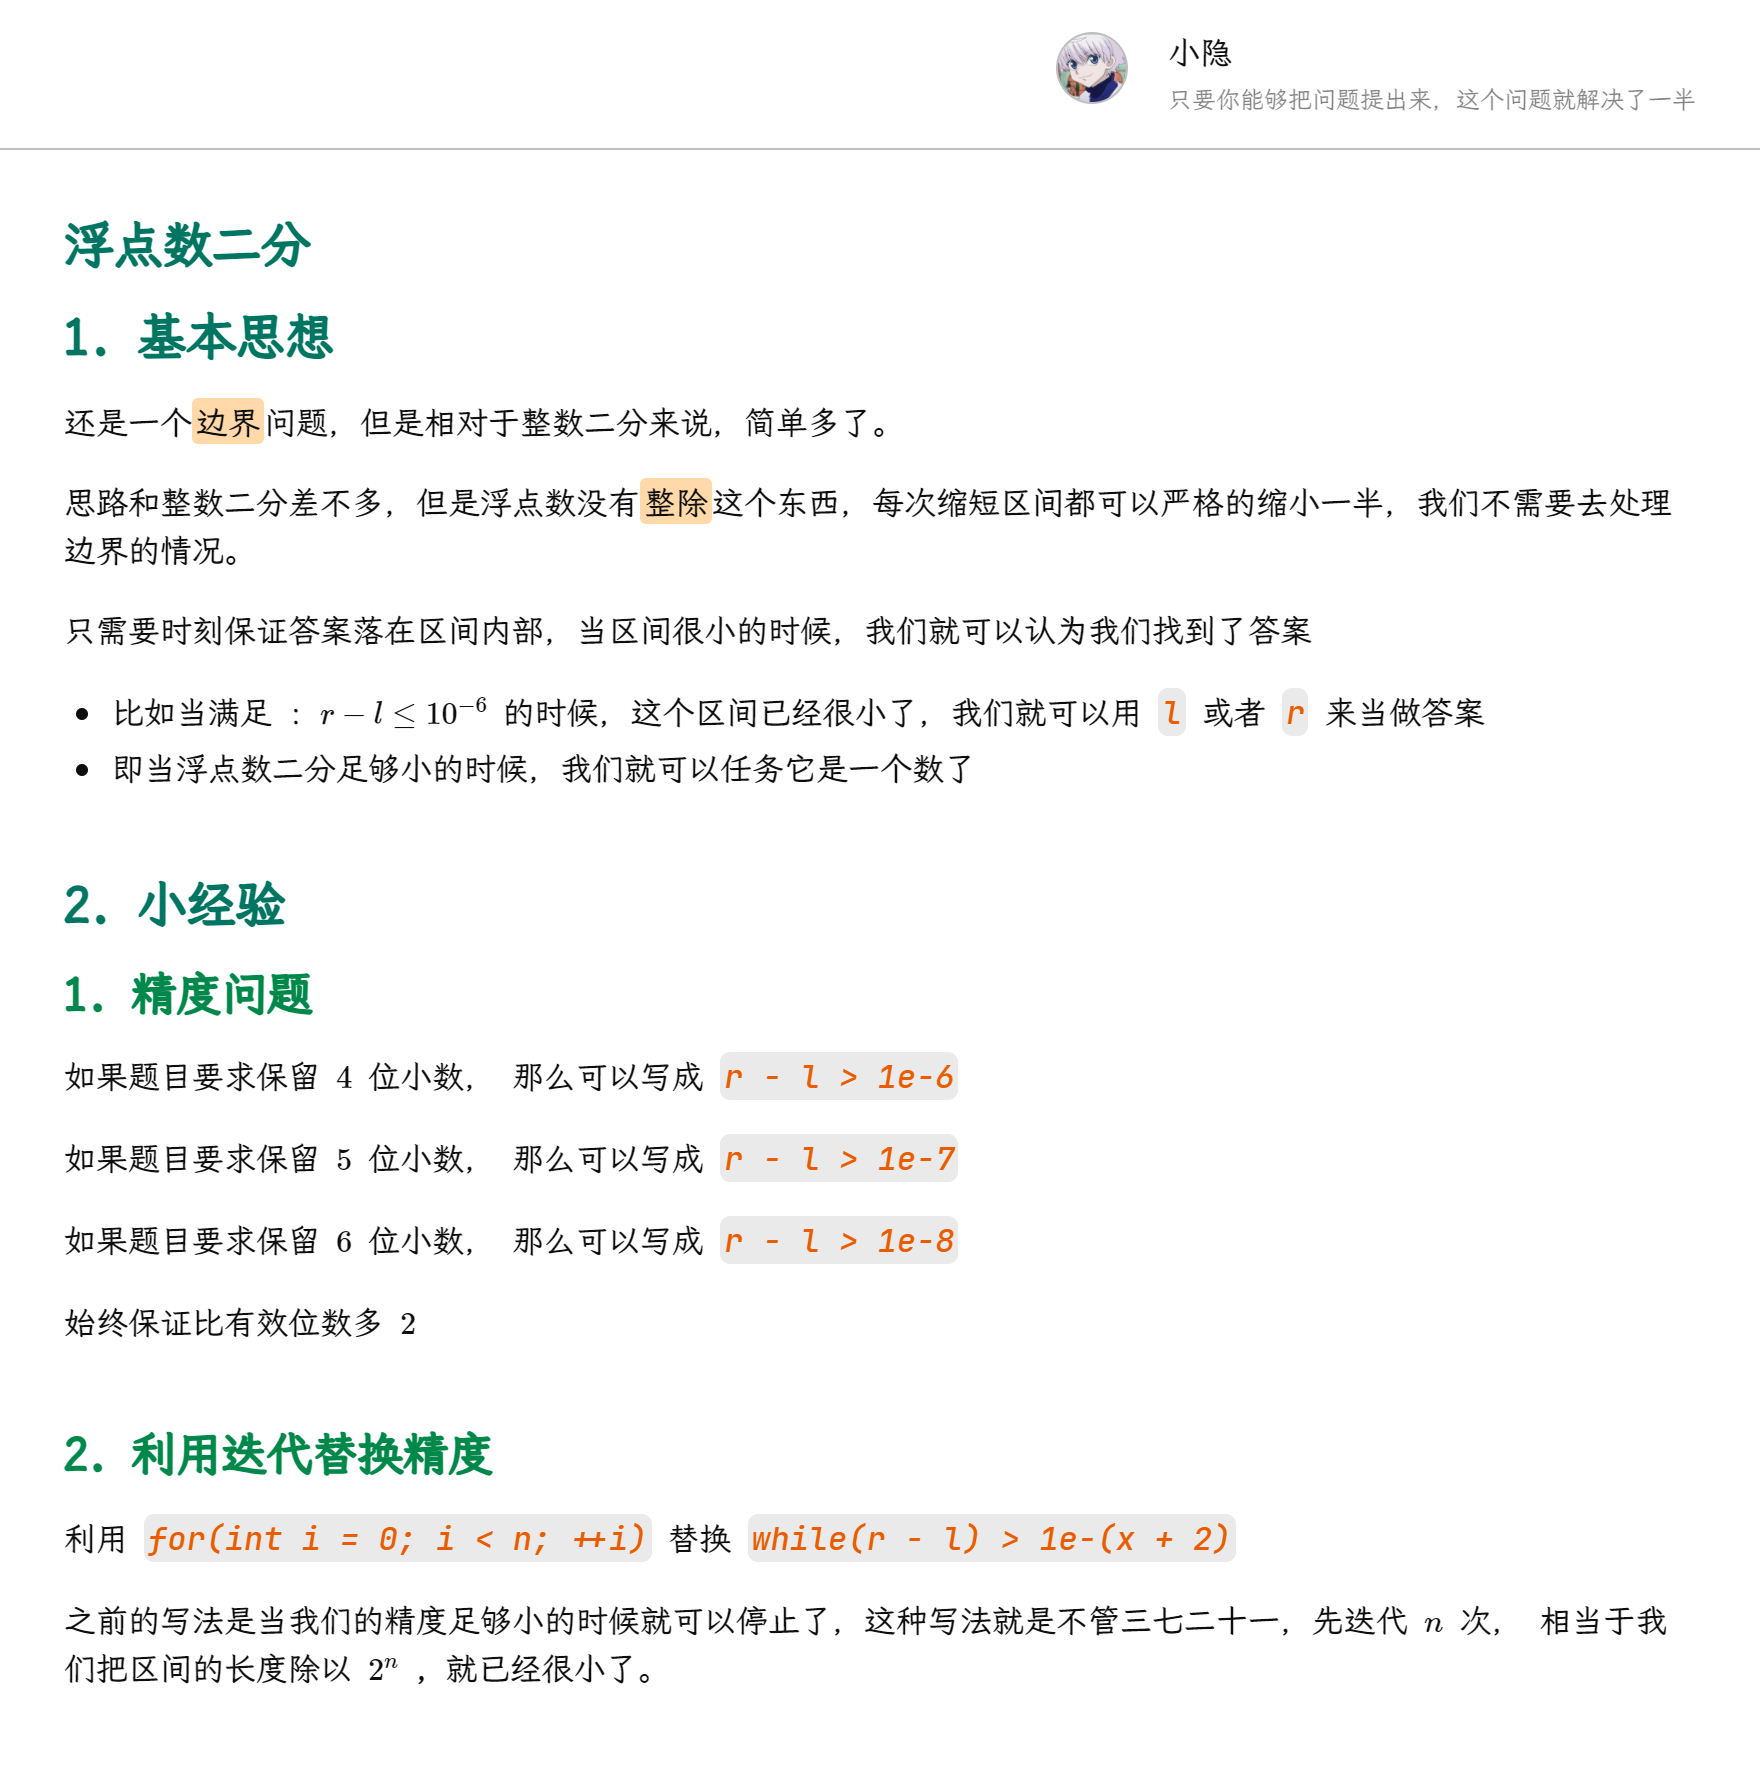 小隐
只要你能够把问题提出来，这个问题就解决了一半
浮点数二分
1. 基本思想
还是一个边界问题，但是相对于整数二分来说，简单多了。
思路和整数二分差不多，但是浮点数没有整除这个东西，每次缩短区间都可以严格的缩小一半，我们不需要去处理
边界的情况。
只需要时刻保证答案落在区间内部，当区间很小的时候，我们就可以认为我们找到了答案
• 比如当满足 ：r − l ≤ 10⁻⁶ 的时候，这个区间已经很小了，我们就可以用 l 或者 r 来当做答案
• 即当浮点数二分足够小的时候，我们就可以任务它是一个数了
2. 小经验
1. 精度问题
如果题目要求保留 4 位小数， 那么可以写成 r - l > 1e-6
如果题目要求保留 5 位小数， 那么可以写成 r - l > 1e-7
如果题目要求保留 6 位小数， 那么可以写成 r - l > 1e-8
始终保证比有效位数多 2
2. 利用迭代替换精度
利用 for(int i = 0; i < n; ++i) 替换 while(r - l) > 1e-(x + 2)
之前的写法是当我们的精度足够小的时候就可以停止了，这种写法就是不管三七二十一，先迭代 n 次， 相当于我
们把区间的长度除以 2ⁿ ，就已经很小了。